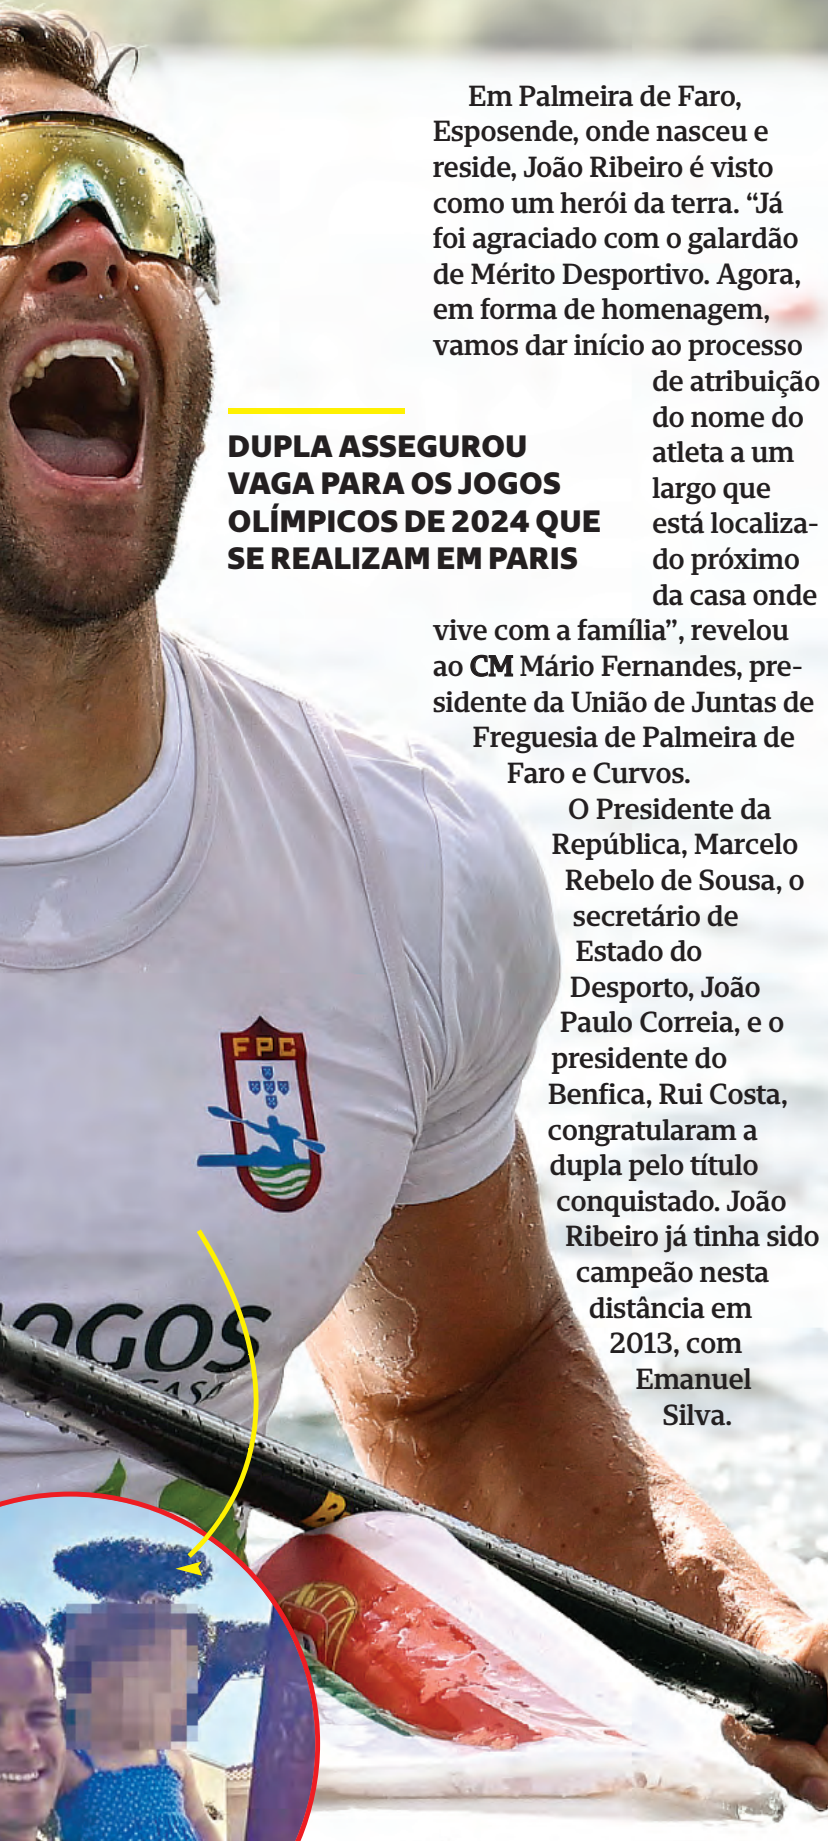 Em Palmeira de Faro,
Esposende, onde nasceu e
reside, João Ribeiro é visto
como um herói da terra. “Já
foi agraciado com o galardão
de Mérito Desportivo. Agora,
em forma de homenagem,
vamos dar início ao processo
de atribuição
do nome do
atleta a um
largo que
está localiza-
do próximo
da casa onde
vive com a família”, revelou
ao CM Mário Fernandes, pre-
sidente da União de Juntas de
Freguesia de Palmeira de
Faro e Curvos.
O Presidente da
República, Marcelo
Rebelo de Sousa, o
secretário de
Estado do
Desporto, João
Paulo Correia, e o
presidente do
Benfica, Rui Costa,
congratularam a
dupla pelo título
conquistado. João
Ribeiro já tinha sido
campeão nesta
distância em
2013, com
Emanuel
Silva.
DUPLA ASSEGUROU
VAGA PARA OS JOGOS
OLÍMPICOS DE 2024 QUE
SE REALIZAM EM PARIS
FPC
JOGOS
CASA